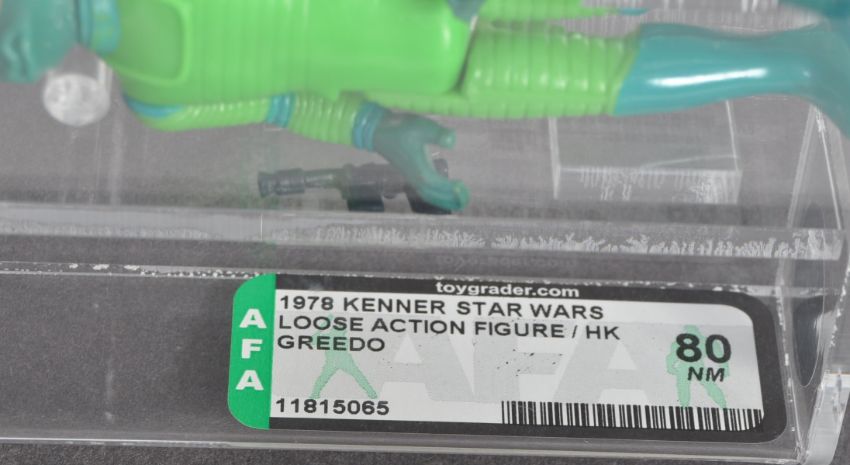 toygrader.com
AFA
1978 KENNER STAR WARS
LOOSE ACTION FIGURE / HK
GREEDO
80
NM
11815065